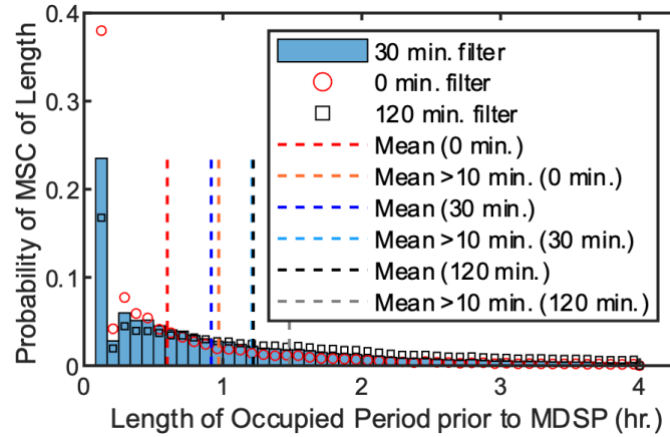 0.4
0.3
0.2
0.1
0
Probability of MSC of Length
30 min. filter
0 min. filter
120 min. filter
Mean (0 min.)
Mean >10 min. (0 min.)
Mean (30 min.)
Mean >10 min. (30 min.)
Mean (120 min.)
Mean >10 min. (120 min.)
0 1 2 3 4
Length of Occupied Period prior to MDSP (hr.)